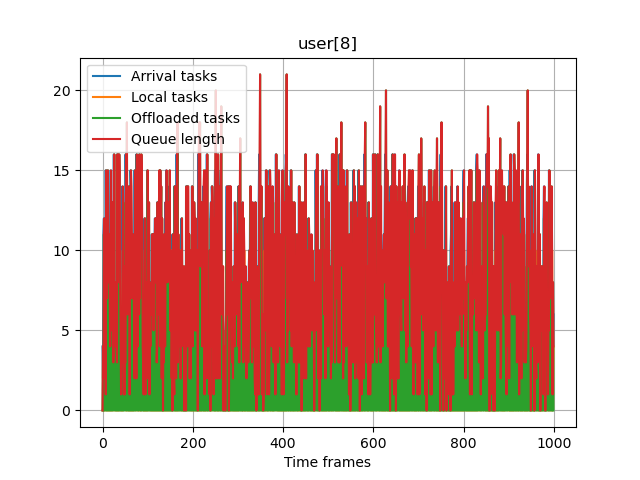 user[8]
Arrival tasks
Local tasks
Offloaded tasks
Queue length
20
15
10
5
0
0 200 400 600 800 1000
Time frames